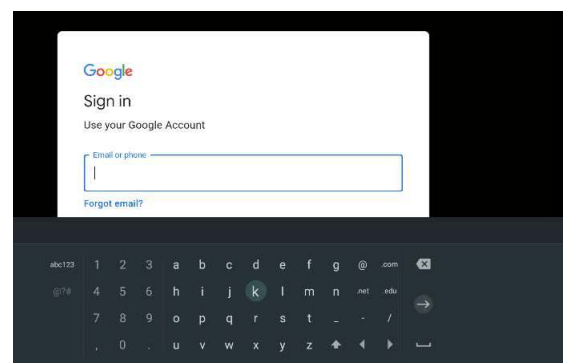 Google
Sign in
Use your Google Account
Email or phone
Forgot email?
abc123 1 2 3 a b c d e f g @ .com
@!?# 4 5 6 h i j k l m n .net .edu
7 8 9 o p q r s t _ - /
, 0 . u v w x y z